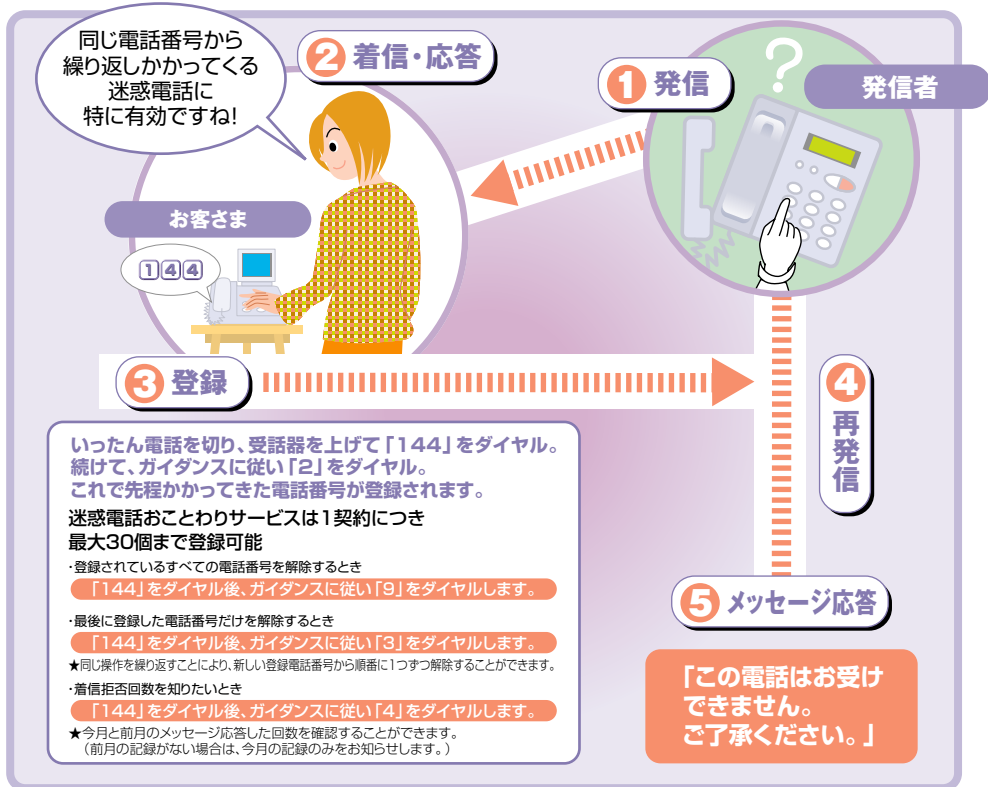 同じ電話番号から
繰り返しかかってくる
迷惑電話に
特に有効ですね!
2 着信・応答
1 発信
発信者
お客さま
144
3 登録
4 再発信
いったん電話を切り、受話器を上げて「144」をダイヤル。
続けて、ガイダンスに従い「2」をダイヤル。
これで先程かかってきた電話番号が登録されます。
迷惑電話おことわりサービスは1契約につき
最大30個まで登録可能
・登録されているすべての電話番号を解除するとき
「144」をダイヤル後、ガイダンスに従い「9」をダイヤルします。
・最後に登録した電話番号だけを解除するとき
「144」をダイヤル後、ガイダンスに従い「3」をダイヤルします。
★同じ操作を繰り返すことにより、新しい登録電話番号から順番に1つずつ解除することができます。
・着信拒否回数を知りたいとき
「144」をダイヤル後、ガイダンスに従い「4」をダイヤルします。
★今月と前月のメッセージ応答した回数を確認することができます。
（前月の記録がない場合は、今月の記録のみをお知らせします。）
5 メッセージ応答
「この電話はお受け
できません。
ご了承ください。」